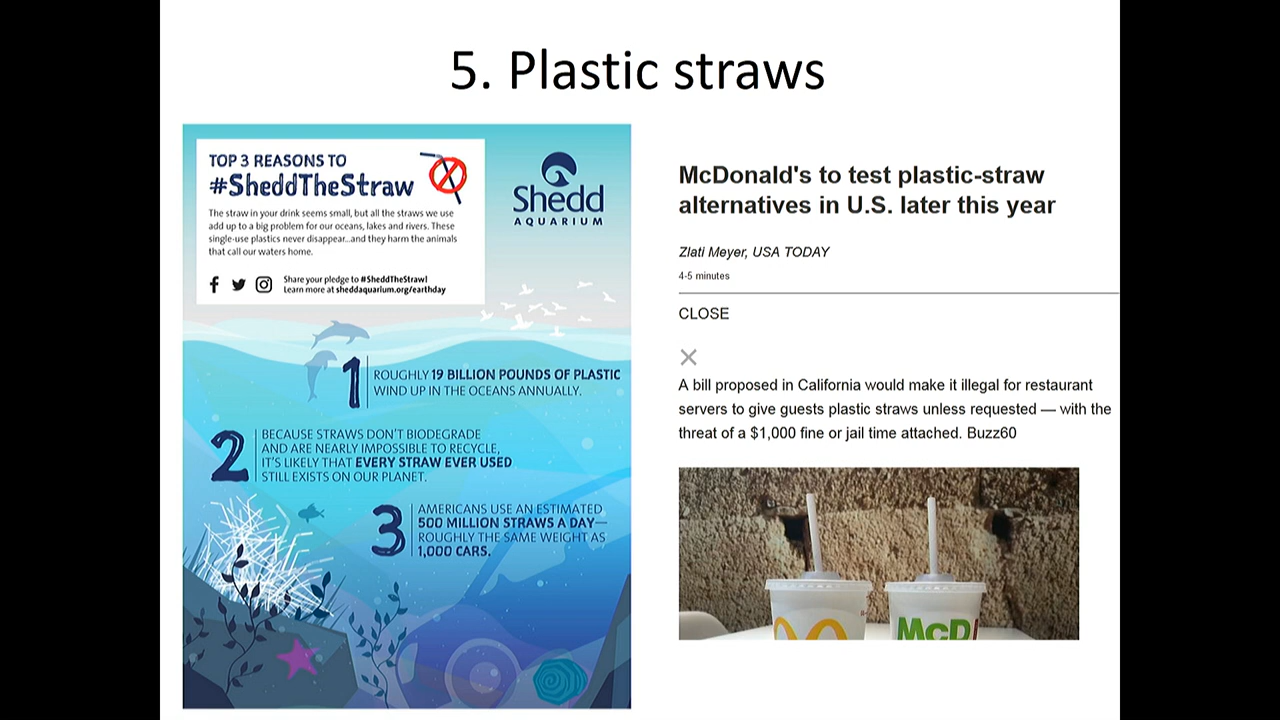 5. Plastic straws
TOP 3 REASONS TO
#SheddTheStraw
The straw in your drink seems small, but all the straws we use
add up to a big problem for our oceans, lakes and rivers. These
single-use plastics never disappear...and they harm the animals
that call our waters home.
Share your pledge to #SheddTheStraw!
Learn more at sheddaquarium.org/earthday
Shedd
AQUARIUM
1 ROUGHLY 19 BILLION POUNDS OF PLASTIC
WIND UP IN THE OCEANS ANNUALLY.
2 BECAUSE STRAWS DON'T BIODEGRADE
AND ARE NEARLY IMPOSSIBLE TO RECYCLE,
IT'S LIKELY THAT EVERY STRAW EVER USED
STILL EXISTS ON OUR PLANET.
3 AMERICANS USE AN ESTIMATED
500 MILLION STRAWS A DAY—
ROUGHLY THE SAME WEIGHT AS
1,000 CARS.
McDonald's to test plastic-straw
alternatives in U.S. later this year
Zlati Meyer, USA TODAY
4-5 minutes
CLOSE
A bill proposed in California would make it illegal for restaurant
servers to give guests plastic straws unless requested — with the
threat of a $1,000 fine or jail time attached. Buzz60
McD